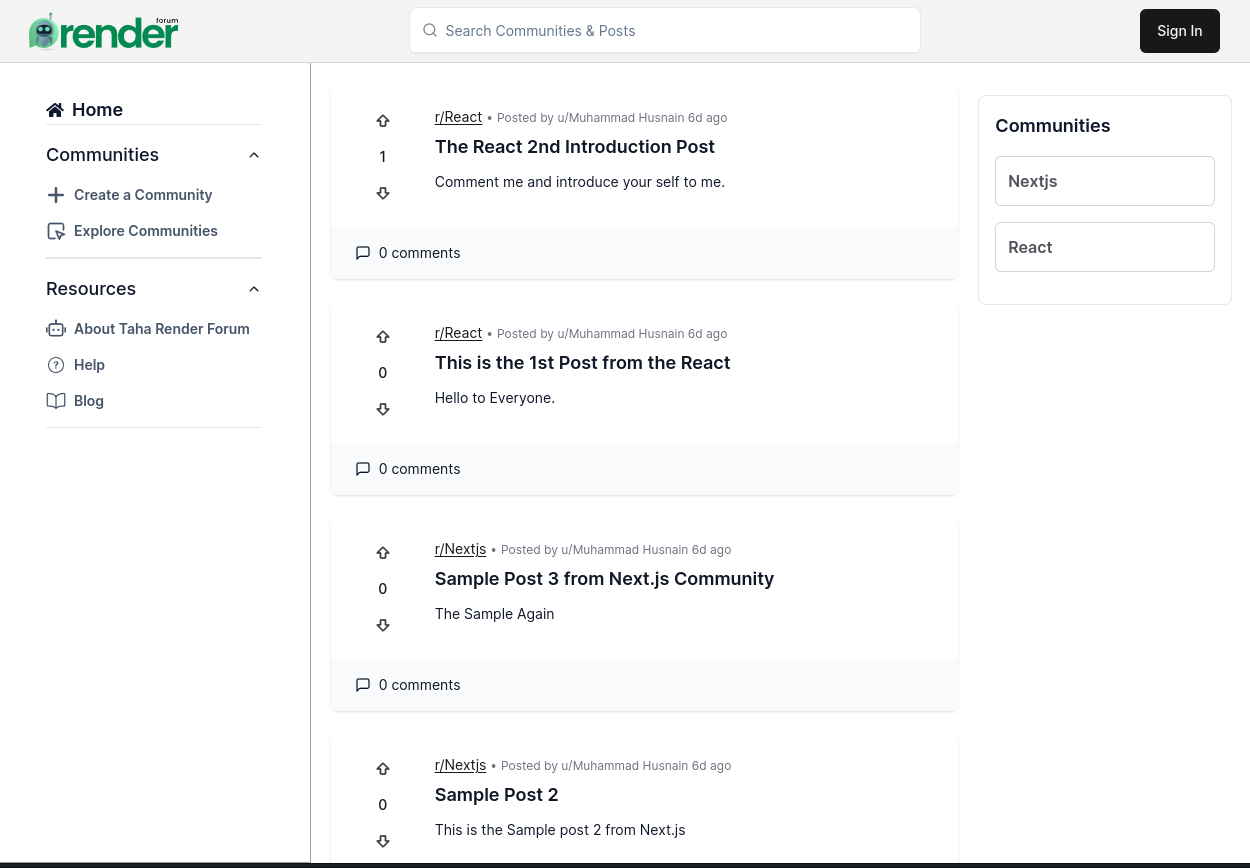 forum
render
Search Communities & Posts
Sign In
Home
Communities
Create a Community
Explore Communities
Resources
About Taha Render Forum
Help
Blog
r/React • Posted by u/Muhammad Husnain 6d ago
The React 2nd Introduction Post
1
Comment me and introduce your self to me.
0 comments
r/React • Posted by u/Muhammad Husnain 6d ago
This is the 1st Post from the React
0
Hello to Everyone.
0 comments
r/Nextjs • Posted by u/Muhammad Husnain 6d ago
Sample Post 3 from Next.js Community
0
The Sample Again
0 comments
r/Nextjs • Posted by u/Muhammad Husnain 6d ago
Sample Post 2
0
This is the Sample post 2 from Next.js
Communities
Nextjs
React